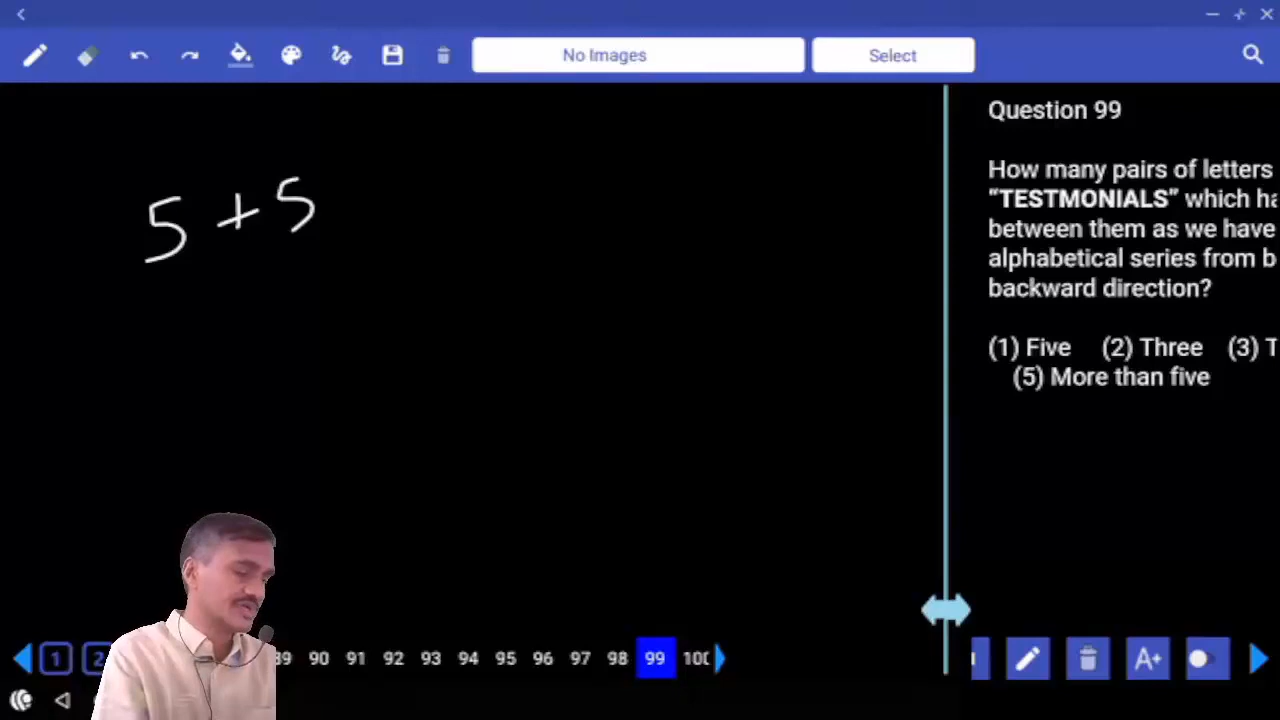 No Images
Select
5 + 5
Question 99
How many pairs of letters
“TESTMONIALS” which ha
between them as we have
alphabetical series from b
backward direction?
(1) Five (2) Three (3) T
(5) More than five
1 2 39 90 91 92 93 94 95 96 97 98 99 100
A+